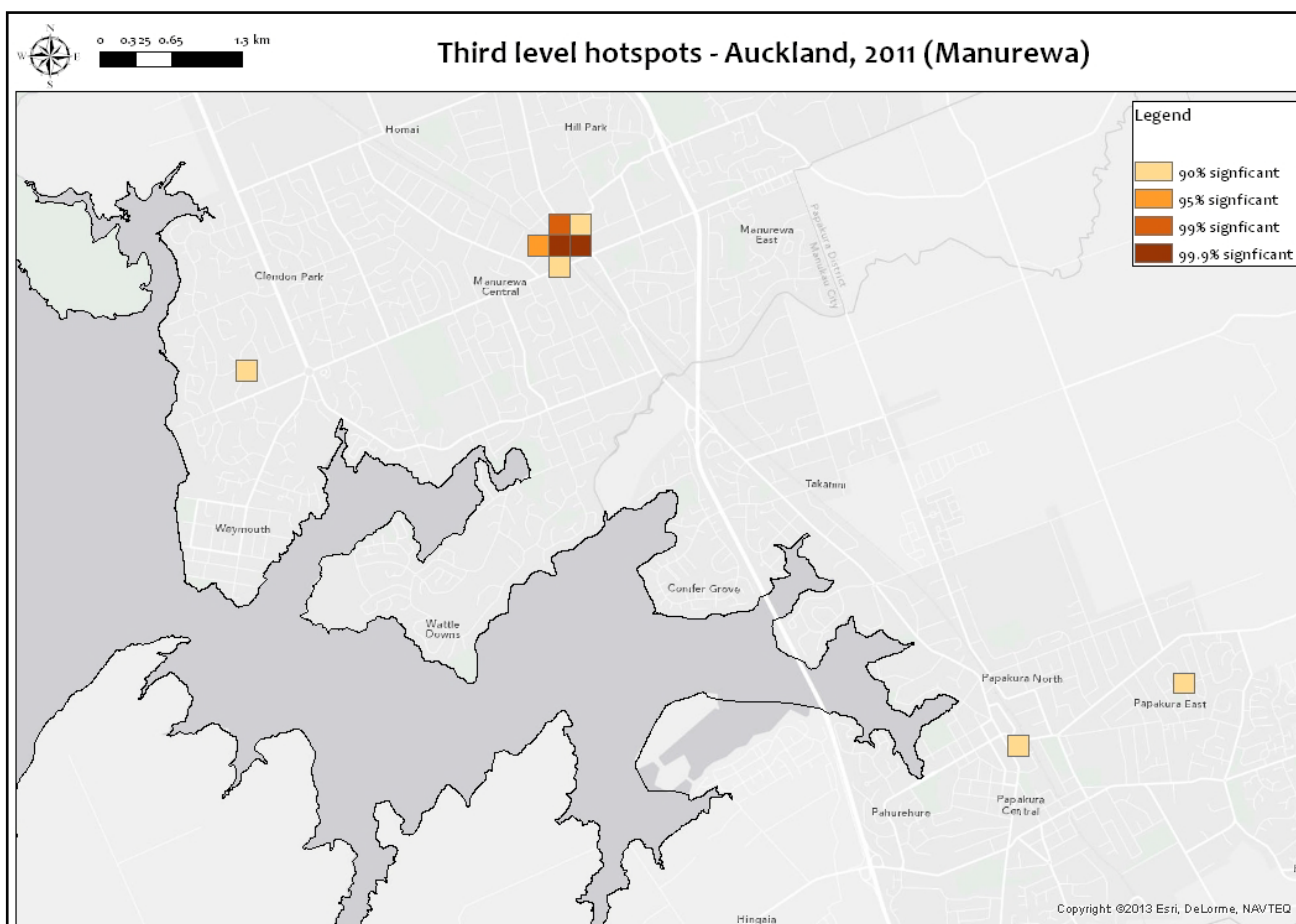 N
W
E
S
0 0.325 0.65 1.3 km
Third level hotspots - Auckland, 2011 (Manurewa)
Legend
90% signficant
95% signficant
99% signficant
99.9% signficant
Homai
Hill Park
Manurewa
East
Papakura District
Manukau City
Clendon Park
Manurewa
Central
Takanini
Weymouth
Conifer Grove
Wattle
Downs
Papakura North
Papakura East
Papakura
Central
Pahurehure
Hingaia
Copyright ©2013 Esri, DeLorme, NAVTEQ